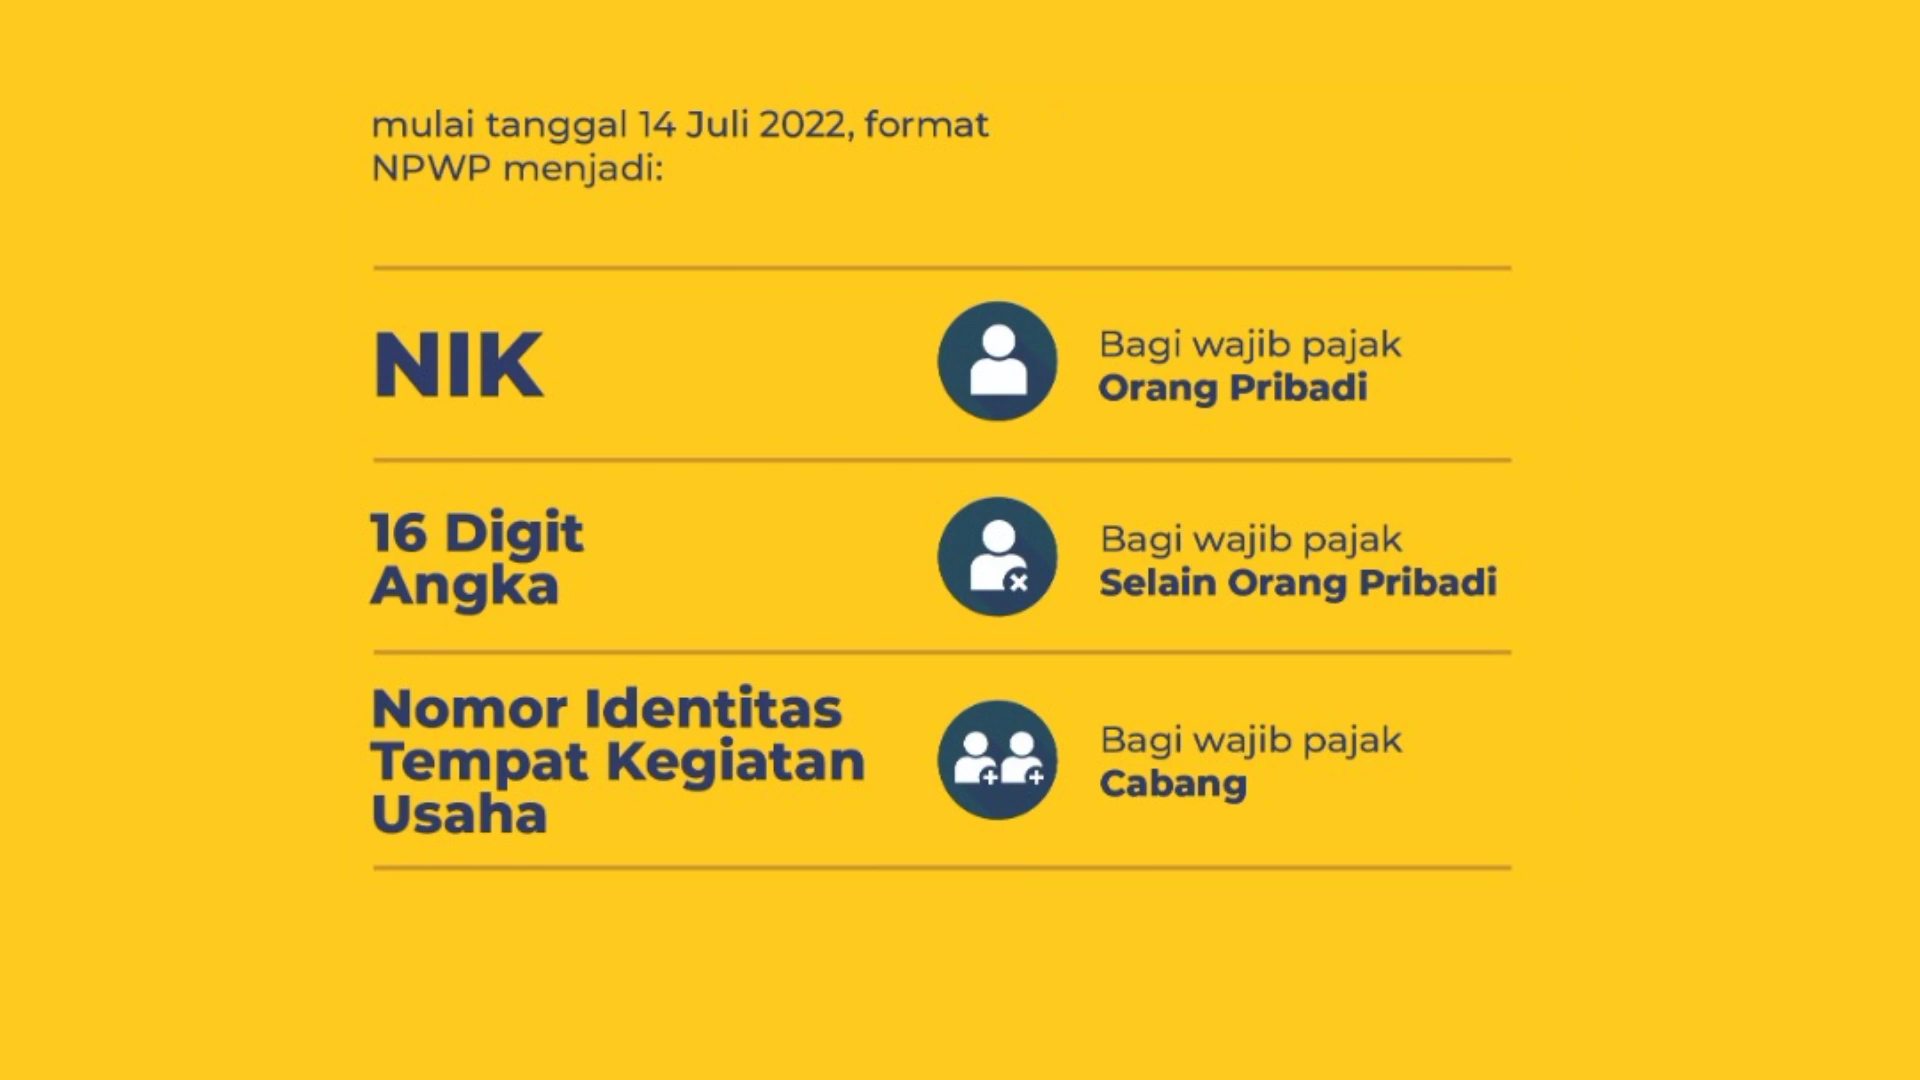 mulai tanggal 14 Juli 2022, format
NPWP menjadi:
NIK
Bagi wajib pajak
Orang Pribadi
16 Digit
Angka
Bagi wajib pajak
Selain Orang Pribadi
Nomor Identitas
Tempat Kegiatan
Usaha
Bagi wajib pajak
Cabang